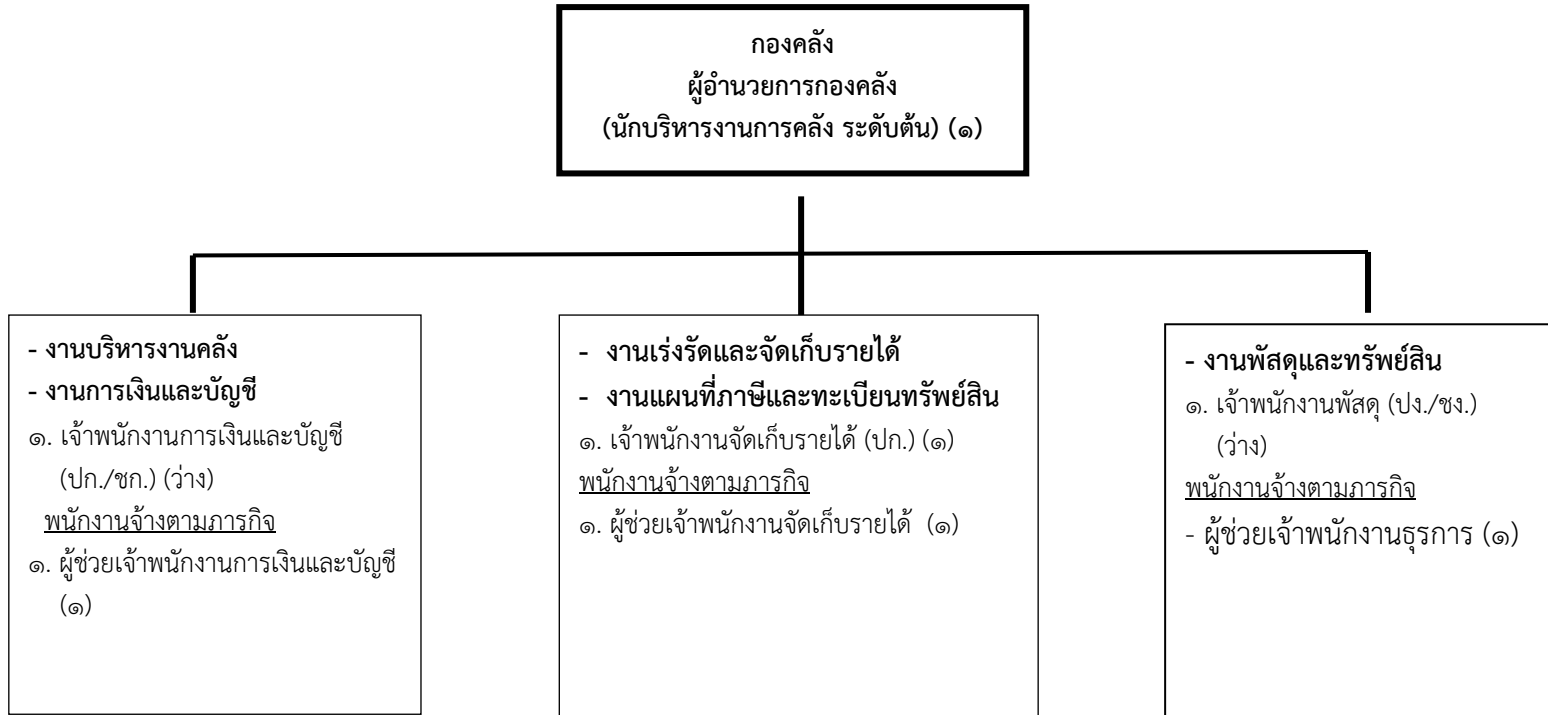 กองคลัง
ผู้อำนวยการกองคลัง
(นักบริหารงานการคลัง ระดับต้น) (๑)
- งานบริหารงานคลัง
- งานการเงินและบัญชี
๑. เจ้าพนักงานการเงินและบัญชี
(ปก./ชก.) (ว่าง)
พนักงานจ้างตามภารกิจ
๑. ผู้ช่วยเจ้าพนักงานการเงินและบัญชี
(๑)
- งานเร่งรัดและจัดเก็บรายได้
- งานแผนที่ภาษีและทะเบียนทรัพย์สิน
๑. เจ้าพนักงานจัดเก็บรายได้ (ปก.) (๑)
พนักงานจ้างตามภารกิจ
๑. ผู้ช่วยเจ้าพนักงานจัดเก็บรายได้ (๑)
- งานพัสดุและทรัพย์สิน
๑. เจ้าพนักงานพัสดุ (ปง./ชง.)
(ว่าง)
พนักงานจ้างตามภารกิจ
- ผู้ช่วยเจ้าพนักงานธุรการ (๑)